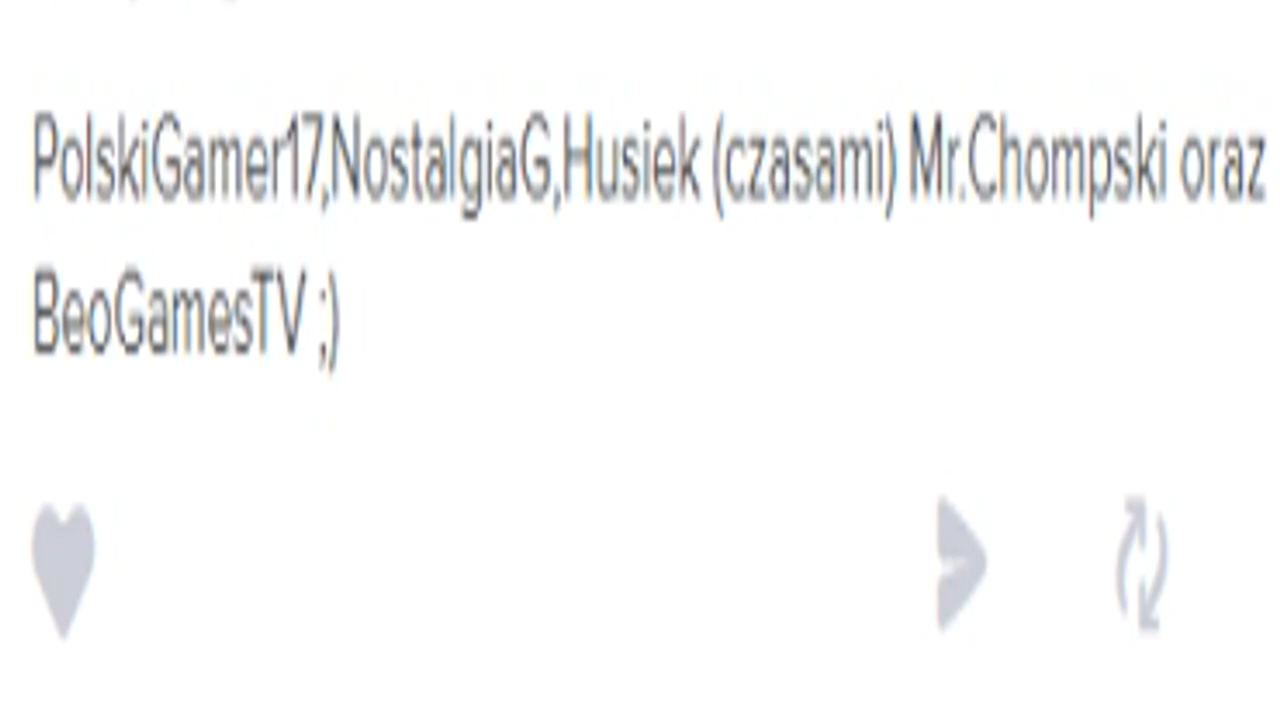 PolskiGamer17,NostalgiaG,Husiek (czasami) Mr.Chompski oraz
BeoGamesTV ;)